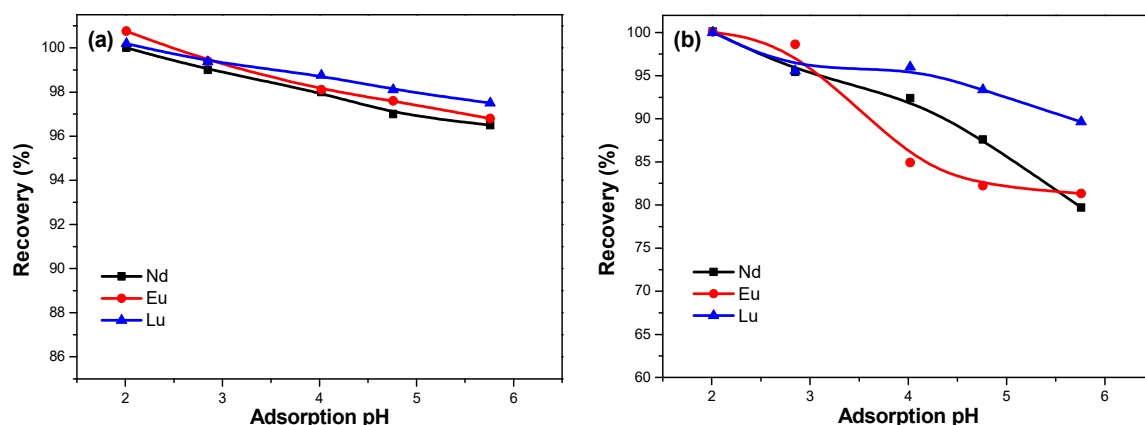 (a)
Recovery (%)
100
98
96
94
92
90
88
86
Nd
Eu
Lu
2 3 4 5 6
Adsorption pH
(b)
Recovery (%)
100
95
90
85
80
75
70
65
60
Nd
Eu
Lu
2 3 4 5 6
Adsorption pH